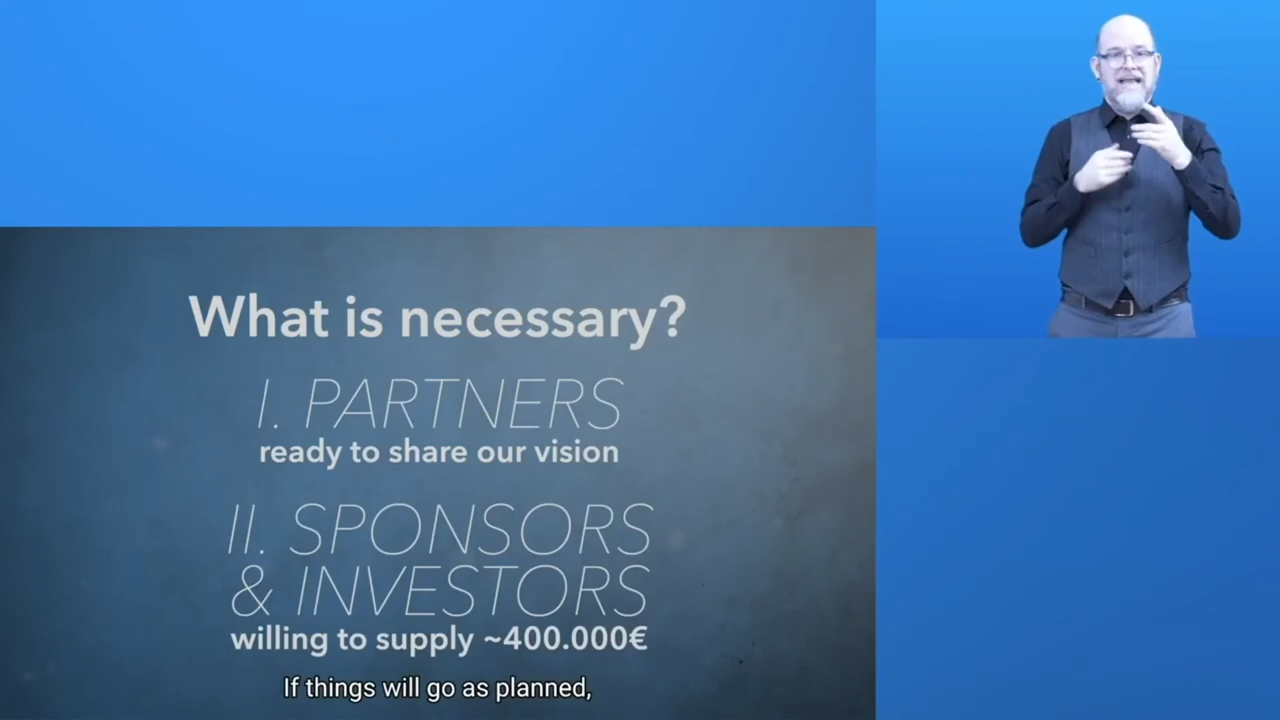 What is necessary?
I. PARTNERS
ready to share our vision
II. SPONSORS
& INVESTORS
willing to supply ~400.000€
If things will go as planned,